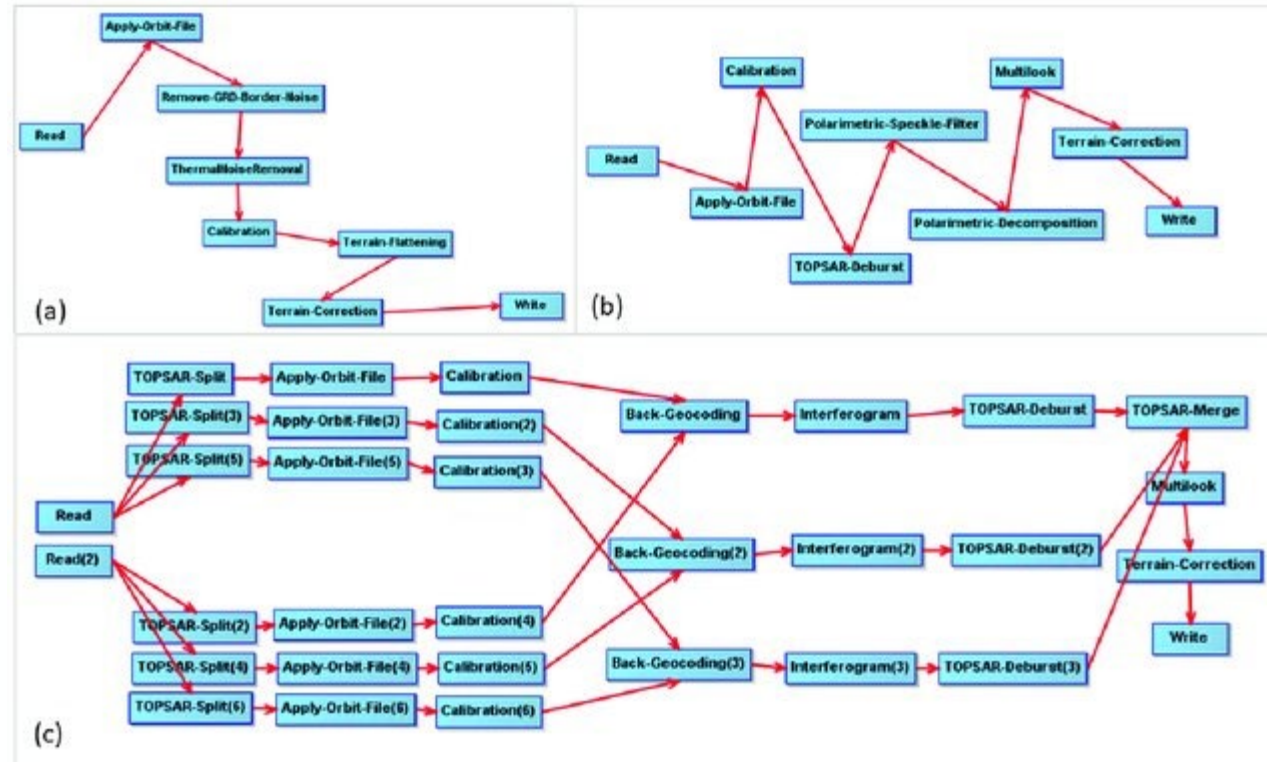 Apply-Orbit-File
Remove-GRD-Border-Noise
Read
ThermalNoiseRemoval
Calibration
Terrain-Flattening
Terrain-Correction
Write
(a)
Calibration
Multilook
Polarimetric-Speckle-Filter
Terrain-Correction
Read
Apply-Orbit-File
Polarimetric-Decomposition
Write
TOPSAR-Deburst
(b)
TOPSAR-Split
Apply-Orbit-File
Calibration
Back-Geocoding
Interferogram
TOPSAR-Deburst
TOPSAR-Merge
TOPSAR-Split(3)
Apply-Orbit-File(3)
Calibration(2)
TOPSAR-Split(5)
Apply-Orbit-File(5)
Calibration(3)
Multilook
Read
Read(2)
Back-Geocoding(2)
Interferogram(2)
TOPSAR-Deburst(2)
Terrain-Correction
TOPSAR-Split(2)
Apply-Orbit-File(2)
Calibration(4)
Write
TOPSAR-Split(4)
Apply-Orbit-File(4)
Calibration(5)
Back-Geocoding(3)
Interferogram(3)
TOPSAR-Deburst(3)
TOPSAR-Split(6)
Apply-Orbit-File(6)
Calibration(6)
(c)